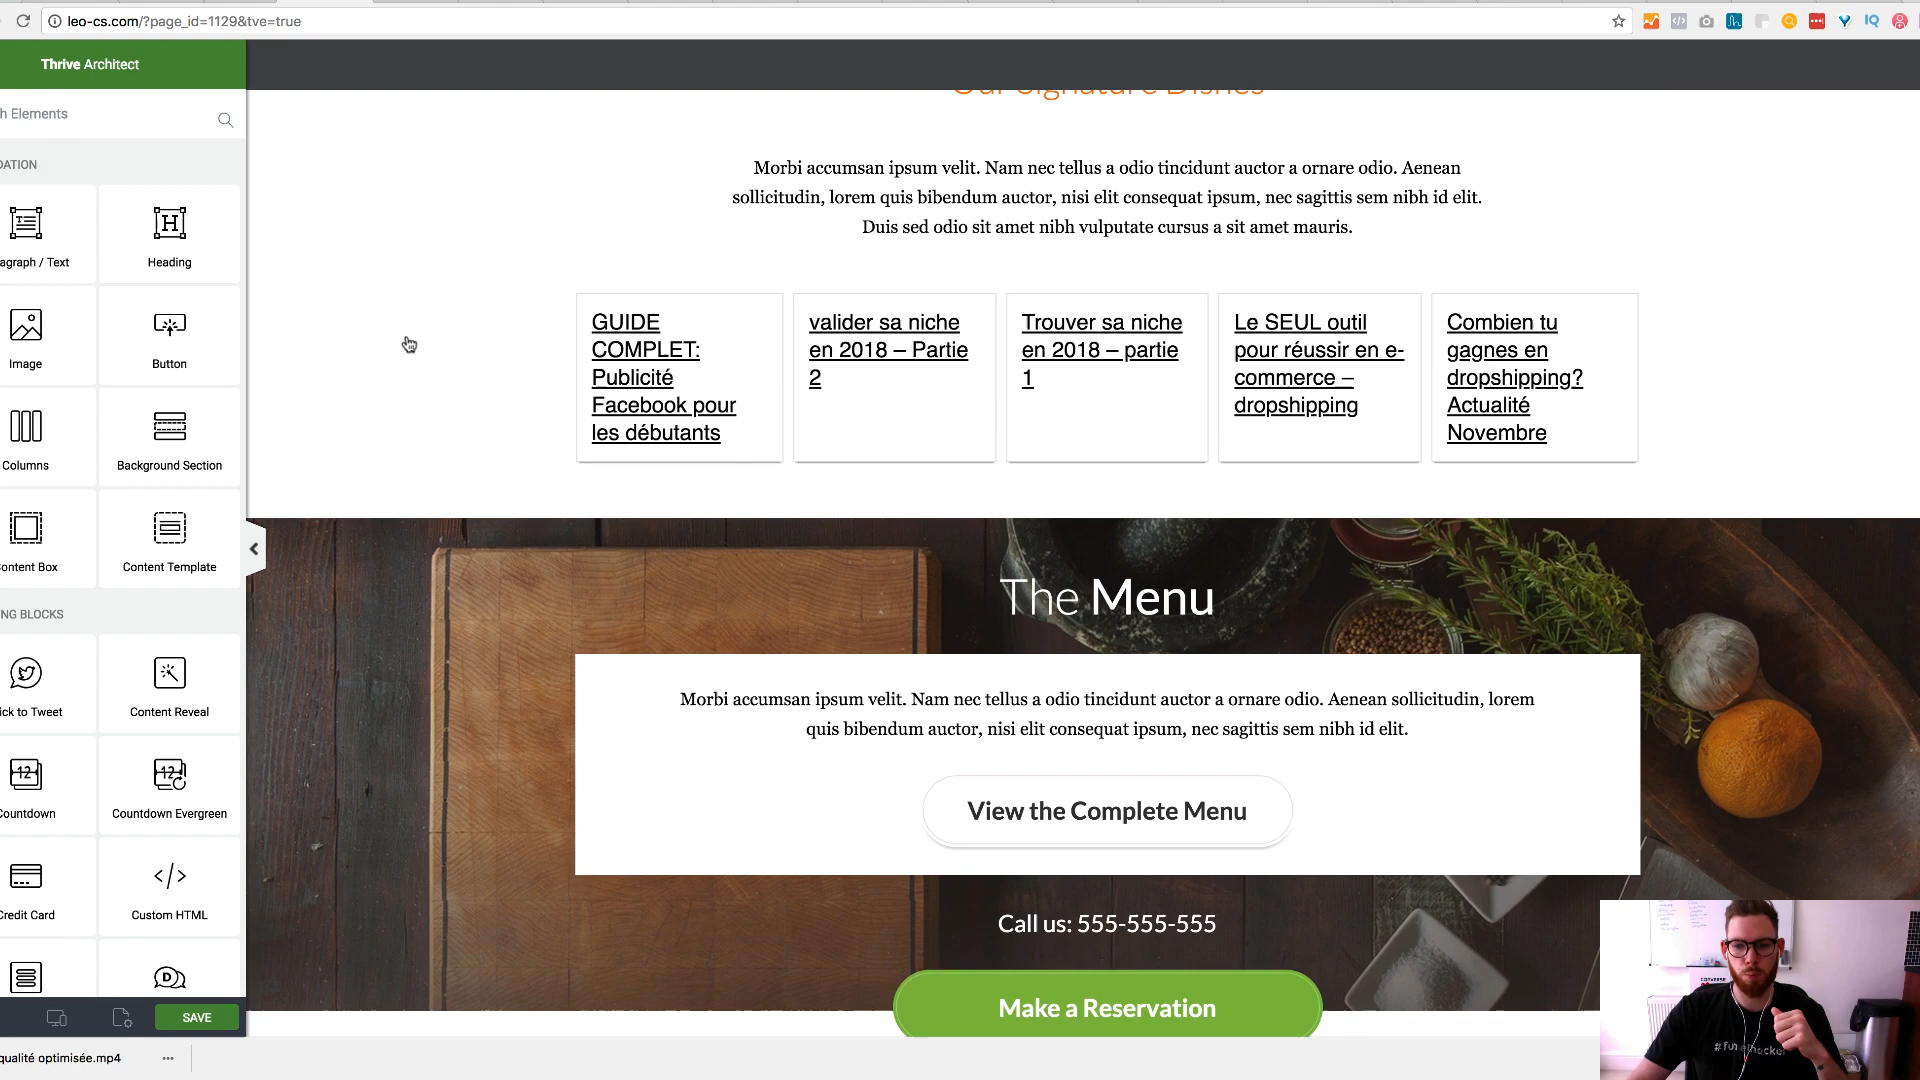 leo-cs.com/?page_id=1129&tve=true
Thrive Architect
h Elements
DATION
agraph / Text
Heading
Image
Button
Columns
Background Section
ontent Box
Content Template
NG BLOCKS
ick to Tweet
Content Reveal
Countdown
Countdown Evergreen
Credit Card
Custom HTML
SAVE
qualité optimisée.mp4
Our Signature Dishes
Morbi accumsan ipsum velit. Nam nec tellus a odio tincidunt auctor a ornare odio. Aenean
sollicitudin, lorem quis bibendum auctor, nisi elit consequat ipsum, nec sagittis sem nibh id elit.
Duis sed odio sit amet nibh vulputate cursus a sit amet mauris.
GUIDE
COMPLET:
Publicité
Facebook pour
les débutants
valider sa niche
en 2018 – Partie
2
Trouver sa niche
en 2018 – partie
1
Le SEUL outil
pour réussir en e-
commerce –
dropshipping
Combien tu
gagnes en
dropshipping?
Actualité
Novembre
The Menu
Morbi accumsan ipsum velit. Nam nec tellus a odio tincidunt auctor a ornare odio. Aenean sollicitudin, lorem
quis bibendum auctor, nisi elit consequat ipsum, nec sagittis sem nibh id elit.
View the Complete Menu
Call us: 555-555-555
Make a Reservation